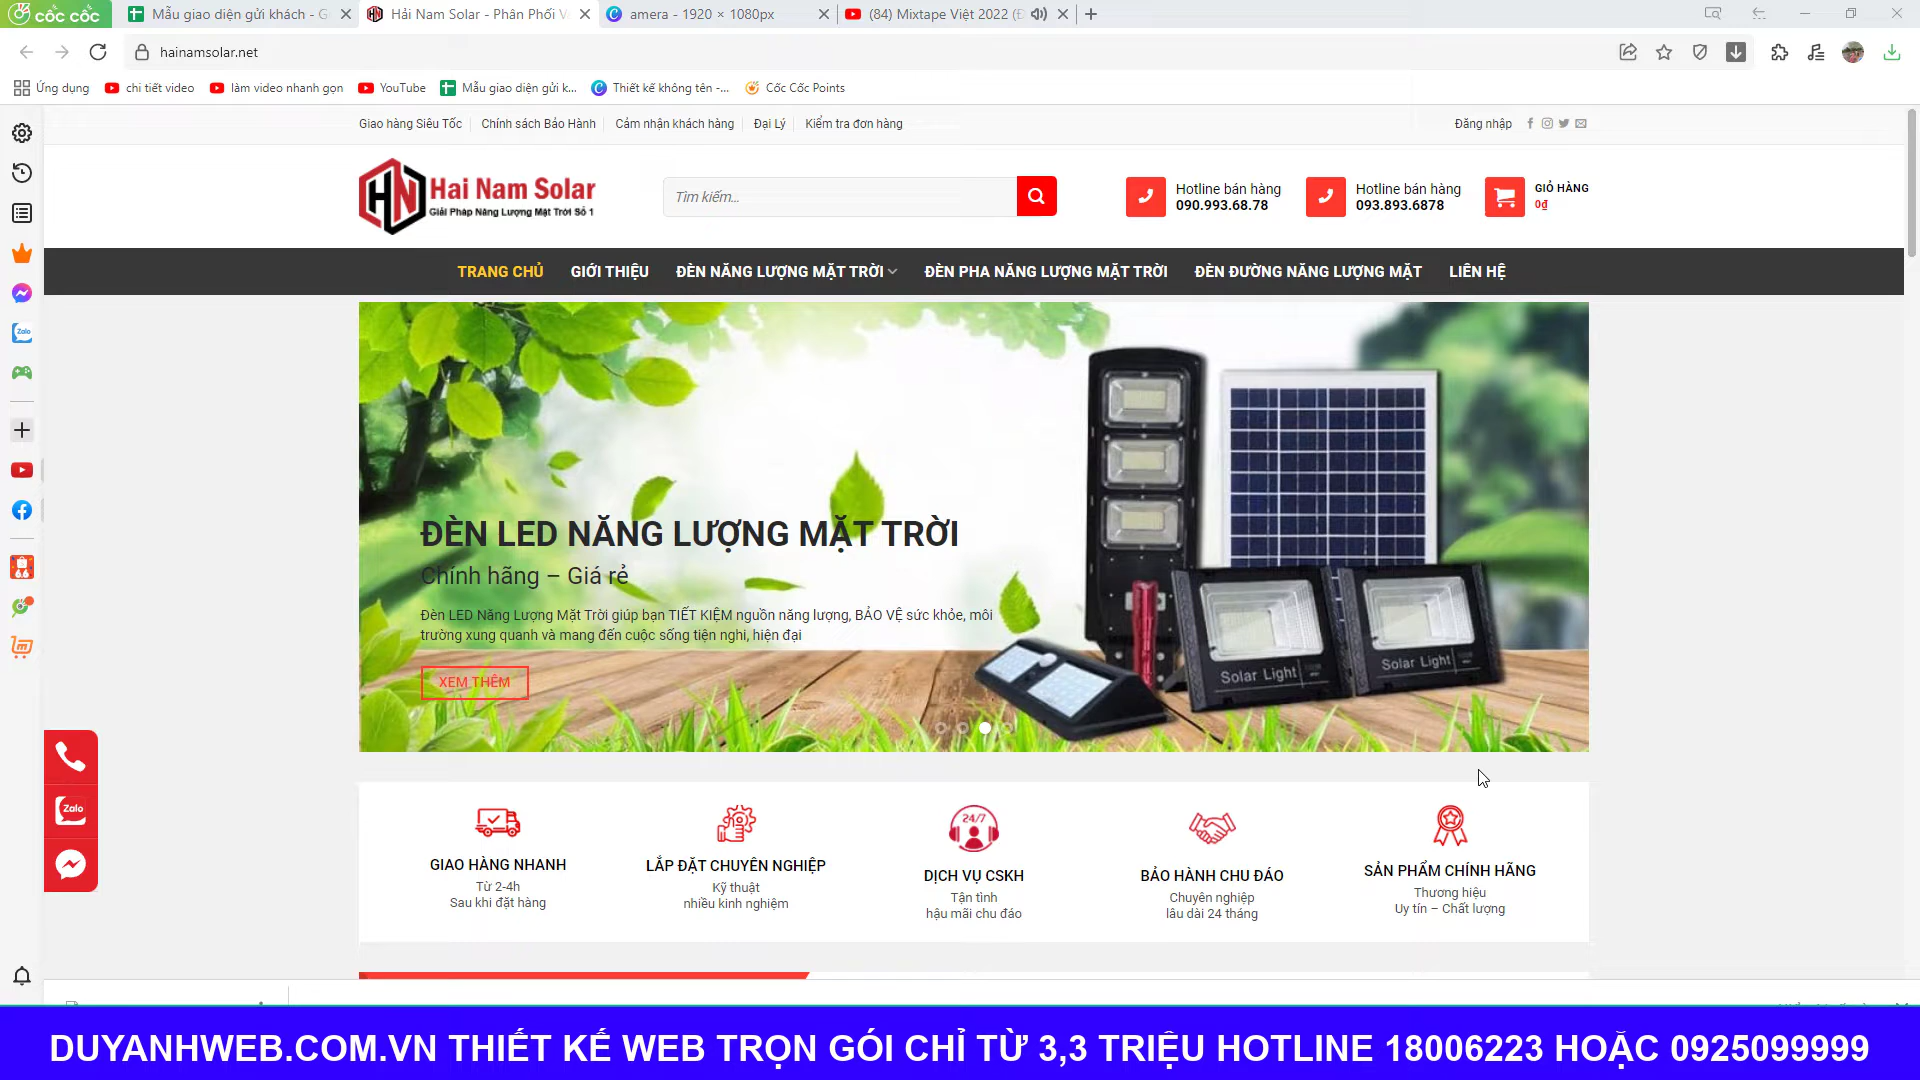 cốc cốc
Mẫu giao diện gửi khách - G
Hải Nam Solar - Phân Phối V
amera - 1920 × 1080px
(84) Mixtape Việt 2022 (
hainamsolar.net
Ứng dụng
chi tiết video
làm video nhanh gọn
YouTube
Mẫu giao diện gửi k...
Thiết kế không tên -...
Cốc Cốc Points
Giao hàng Siêu Tốc
Chính sách Bảo Hành
Cảm nhận khách hàng
Đại Lý
Kiểm tra đơn hàng
Đăng nhập
HN
Hai Nam Solar
Giải Pháp Năng Lượng Mặt Trời Số 1
Tìm kiếm...
Hotline bán hàng
090.993.68.78
Hotline bán hàng
093.893.6878
GIỎ HÀNG
0₫
TRANG CHỦ
GIỚI THIỆU
ĐÈN NĂNG LƯỢNG MẶT TRỜI
ĐÈN PHA NĂNG LƯỢNG MẶT TRỜI
ĐÈN ĐƯỜNG NĂNG LƯỢNG MẶT
LIÊN HỆ
ĐÈN LED NĂNG LƯỢNG MẶT TRỜI
Chính hãng – Giá rẻ
Đèn LED Năng Lượng Mặt Trời giúp bạn TIẾT KIỆM nguồn năng lượng, BẢO VỆ sức khỏe, môi
trường xung quanh và mang đến cuộc sống tiện nghi, hiện đại
XEM THÊM
Solar Light
Solar Light
Zalo
Zalo
24/7
GIAO HÀNG NHANH
Từ 2-4h
Sau khi đặt hàng
LẮP ĐẶT CHUYÊN NGHIỆP
Kỹ thuật
nhiều kinh nghiệm
DỊCH VỤ CSKH
Tận tình
hậu mãi chu đáo
BẢO HÀNH CHU ĐÁO
Chuyên nghiệp
lâu dài 24 tháng
SẢN PHẨM CHÍNH HÃNG
Thương hiệu
Uy tín – Chất lượng
DUYANHWEB.COM.VN THIẾT KẾ WEB TRỌN GÓI CHỈ TỪ 3,3 TRIỆU HOTLINE 18006223 HOẶC 0925099999